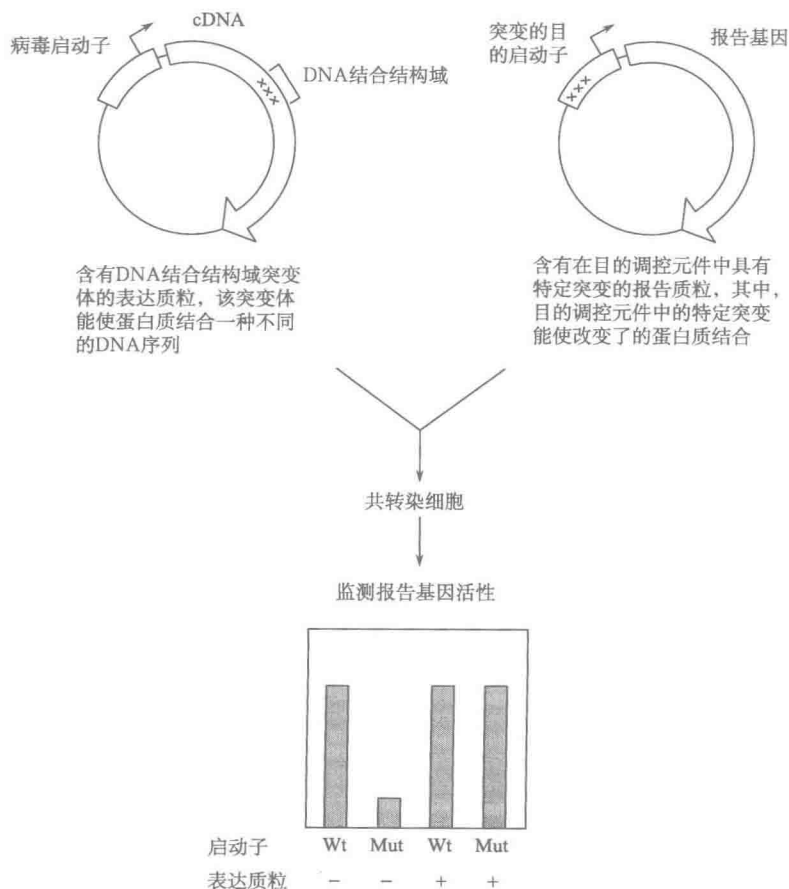 cDNA
病毒启动子
DNA结合结构域
突变的目
的启动子
报告基因
×××
×××
含有DNA结合结构域突变
体的表达质粒，该突变体
能使蛋白质结合一种不同
的DNA序列
含有在目的调控元件中具有
特定突变的报告质粒，其中，
目的调控元件中的特定突变
能使改变了的蛋白质结合
共转染细胞
监测报告基因活性
启动子 Wt Mut Wt Mut
表达质粒 − − + +